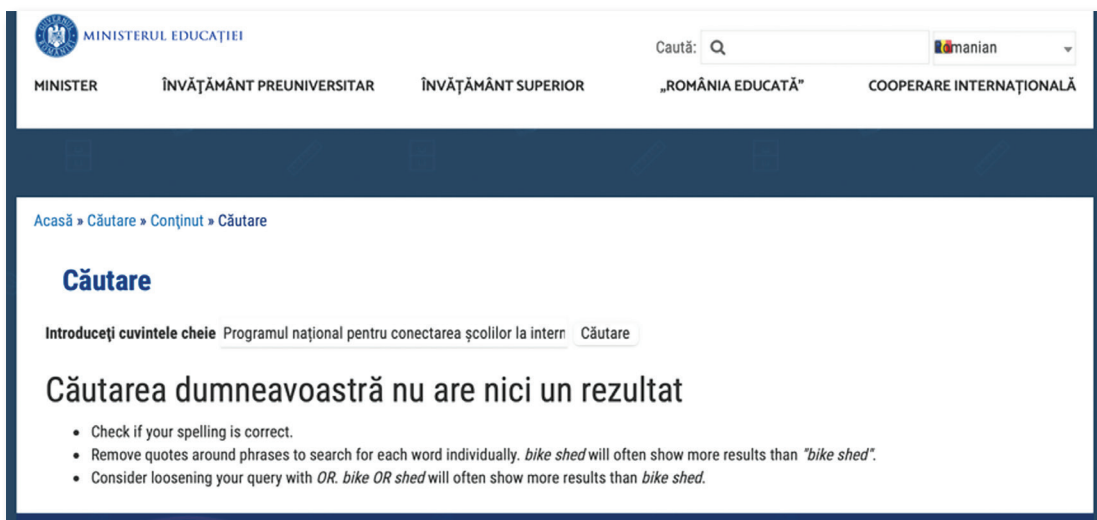 MINISTERUL EDUCAȚIEI
Caută:
Romanian
MINISTER ÎNVĂȚĂMÂNT PREUNIVERSITAR ÎNVĂȚĂMÂNT SUPERIOR „ROMÂNIA EDUCATĂ” COOPERARE INTERNAȚIONALĂ
Acasă » Căutare » Conţinut » Căutare
Căutare
Introduceţi cuvintele cheie Programul național pentru conectarea școlilor la intern Căutare
Căutarea dumneavoastră nu are nici un rezultat
• Check if your spelling is correct.
• Remove quotes around phrases to search for each word individually. bike shed will often show more results than "bike shed".
• Consider loosening your query with OR. bike OR shed will often show more results than bike shed.